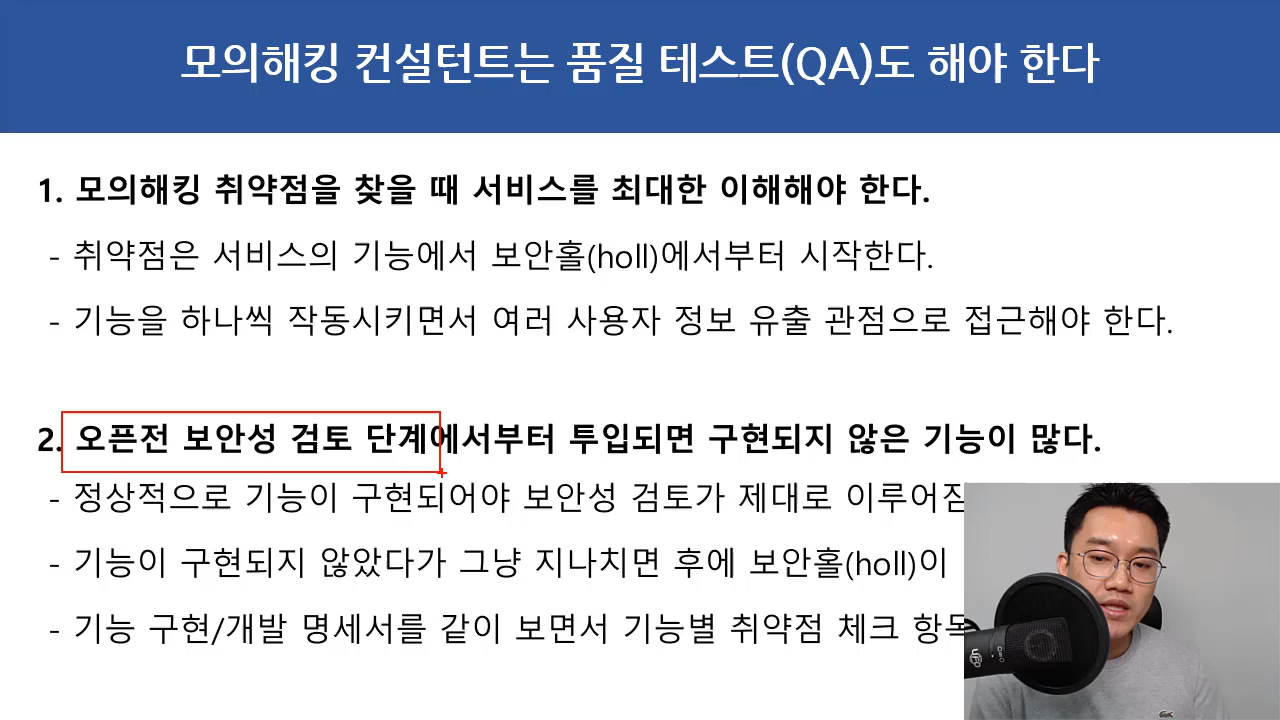 모의해킹 컨설턴트는 품질 테스트(QA)도 해야 한다
1. 모의해킹 취약점을 찾을 때 서비스를 최대한 이해해야 한다.
- 취약점은 서비스의 기능에서 보안홀(holl)에서부터 시작한다.
- 기능을 하나씩 작동시키면서 여러 사용자 정보 유출 관점으로 접근해야 한다.
2. 오픈전 보안성 검토 단계에서부터 투입되면 구현되지 않은 기능이 많다.
- 정상적으로 기능이 구현되어야 보안성 검토가 제대로 이루어짐
- 기능이 구현되지 않았다가 그냥 지나치면 후에 보안홀(holl)이
- 기능 구현/개발 명세서를 같이 보면서 기능별 취약점 체크 항목